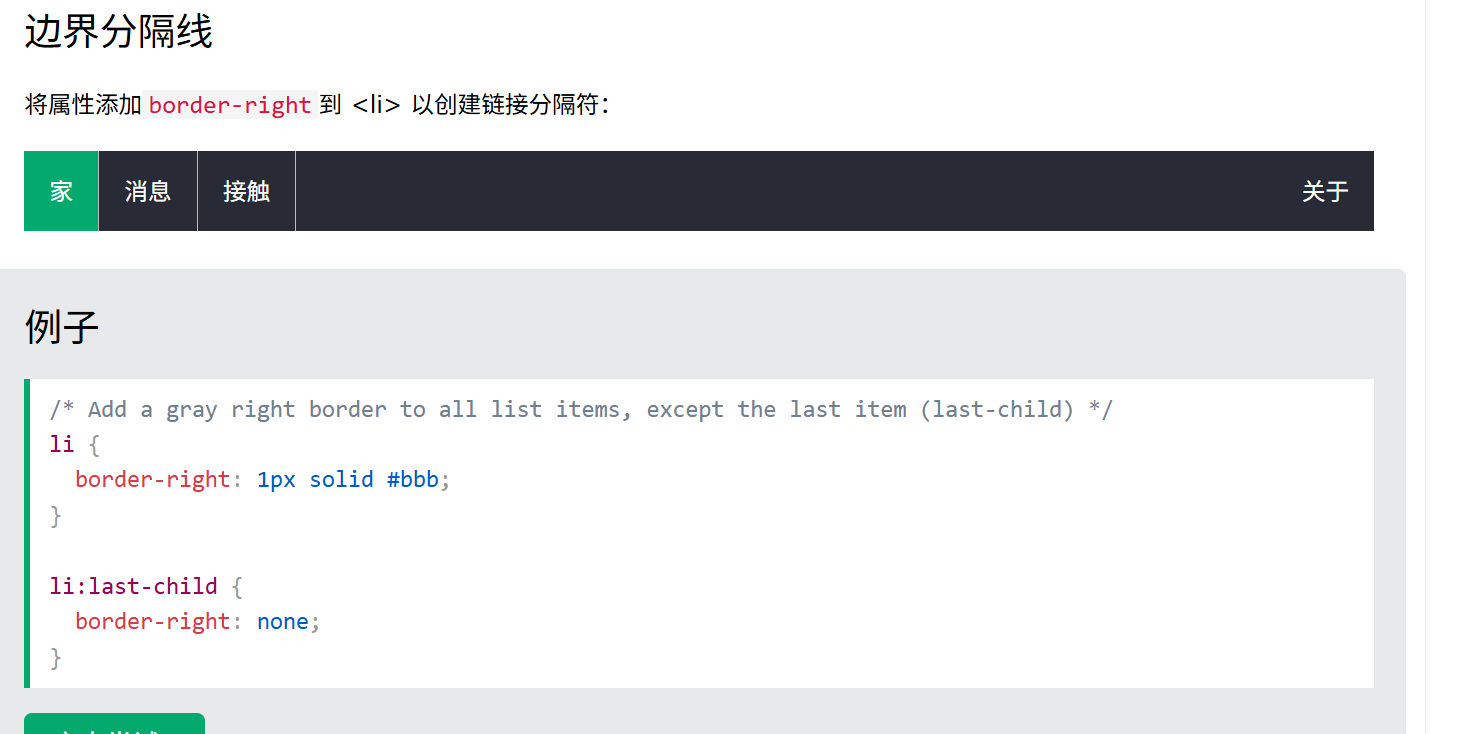 边界分隔线
将属性添加 border-right 到 <li> 以创建链接分隔符：
家 消息 接触 关于
例子
/* Add a gray right border to all list items, except the last item (last-child) */
li {
  border-right: 1px solid #bbb;
}
li:last-child {
  border-right: none;
}